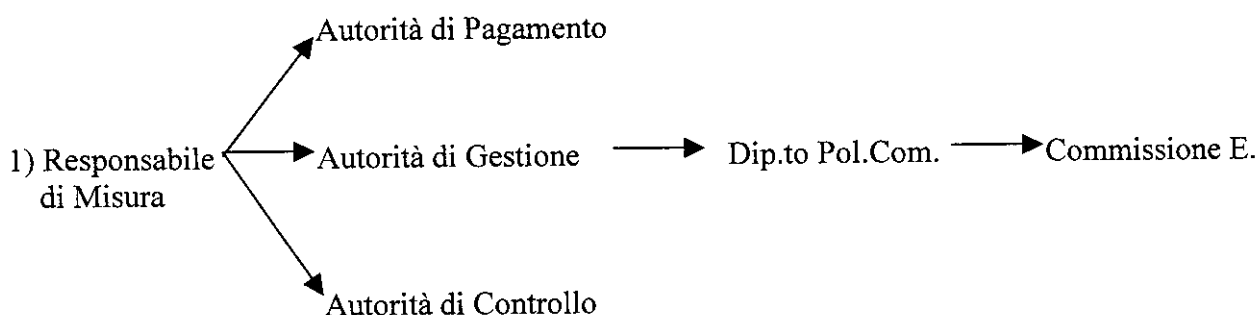 Autorità di Pagamento
1) Responsabile
di Misura
Autorità di Gestione
Dip.to Pol.Com.
Commissione E.
Autorità di Controllo